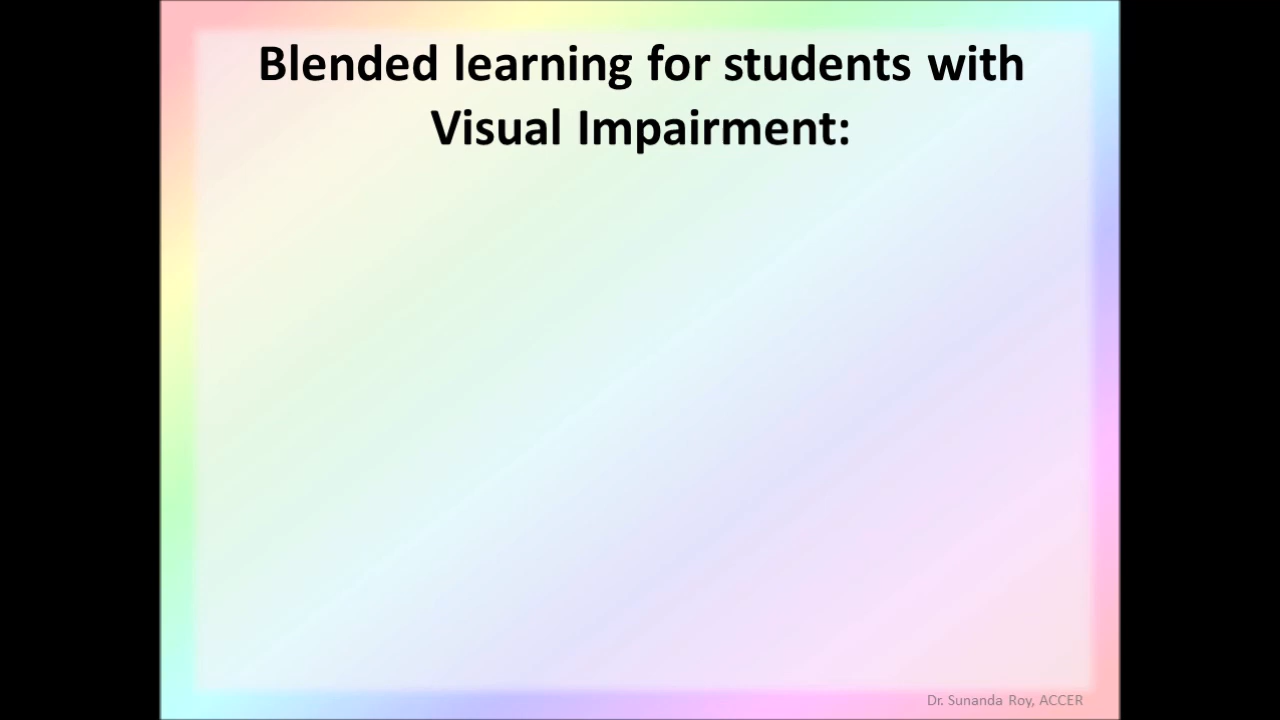 Blended learning for students with
Visual Impairment:
Dr. Sunanda Roy, ACCER